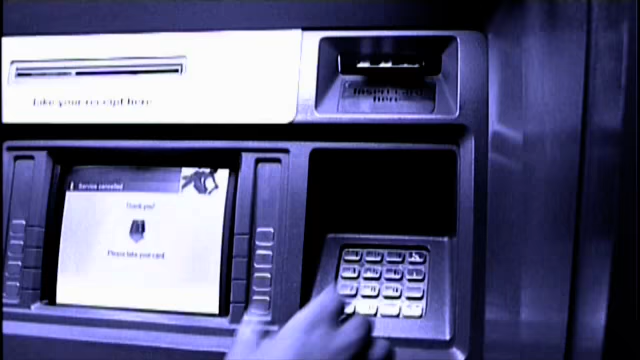 Take your receipt here
Insert card
here
Service cancelled
Thank you!
Please take your card